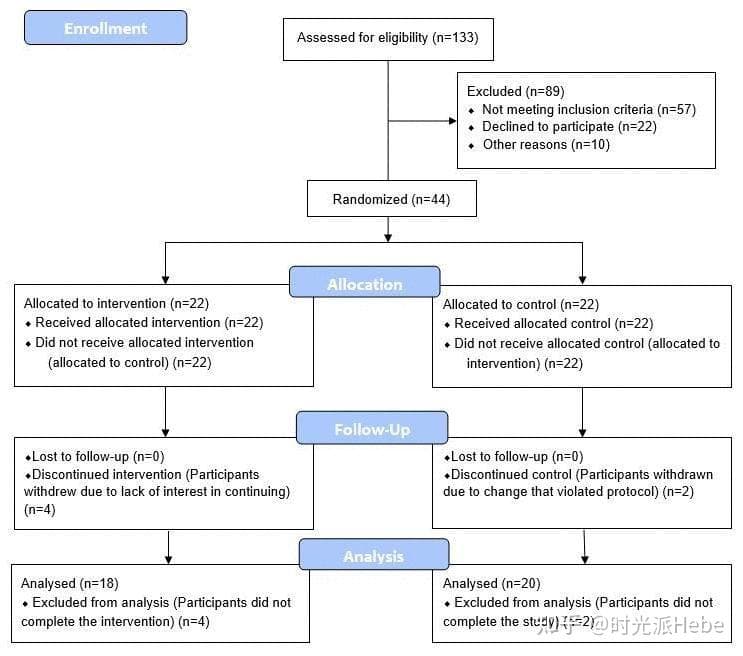 Enrollment
Assessed for eligibility (n=133)
Excluded (n=89)
⬥ Not meeting inclusion criteria (n=57)
⬥ Declined to participate (n=22)
⬥ Other reasons (n=10)
Randomized (n=44)
Allocation
Allocated to intervention (n=22)
⬥ Received allocated intervention (n=22)
⬥ Did not receive allocated intervention
(allocated to control) (n=22)
Allocated to control (n=22)
⬥ Received allocated control (n=22)
⬥ Did not receive allocated control (allocated to
intervention) (n=22)
Follow-Up
⬥Lost to follow-up (n=0)
⬥Discontinued intervention (Participants
withdrew due to lack of interest in continuing)
(n=4)
⬥Lost to follow-up (n=0)
⬥Discontinued control (Participants withdrawn
due to change that violated protocol) (n=2)
Analysis
Analysed (n=18)
⬥ Excluded from analysis (Participants did not
complete the intervention) (n=4)
Analysed (n=20)
⬥ Excluded from analysis (Participants did not
complete the study) (n=2)
知乎 @时光派Hebe